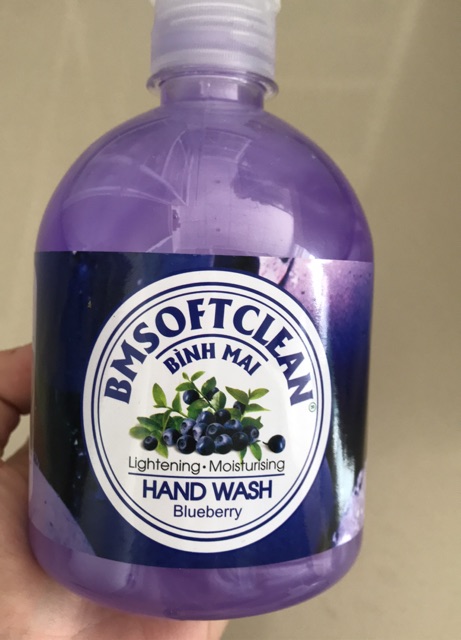 BMSOFTCLEAN®
BÌNH MAI
Lightening • Moisturising
HAND WASH
Blueberry